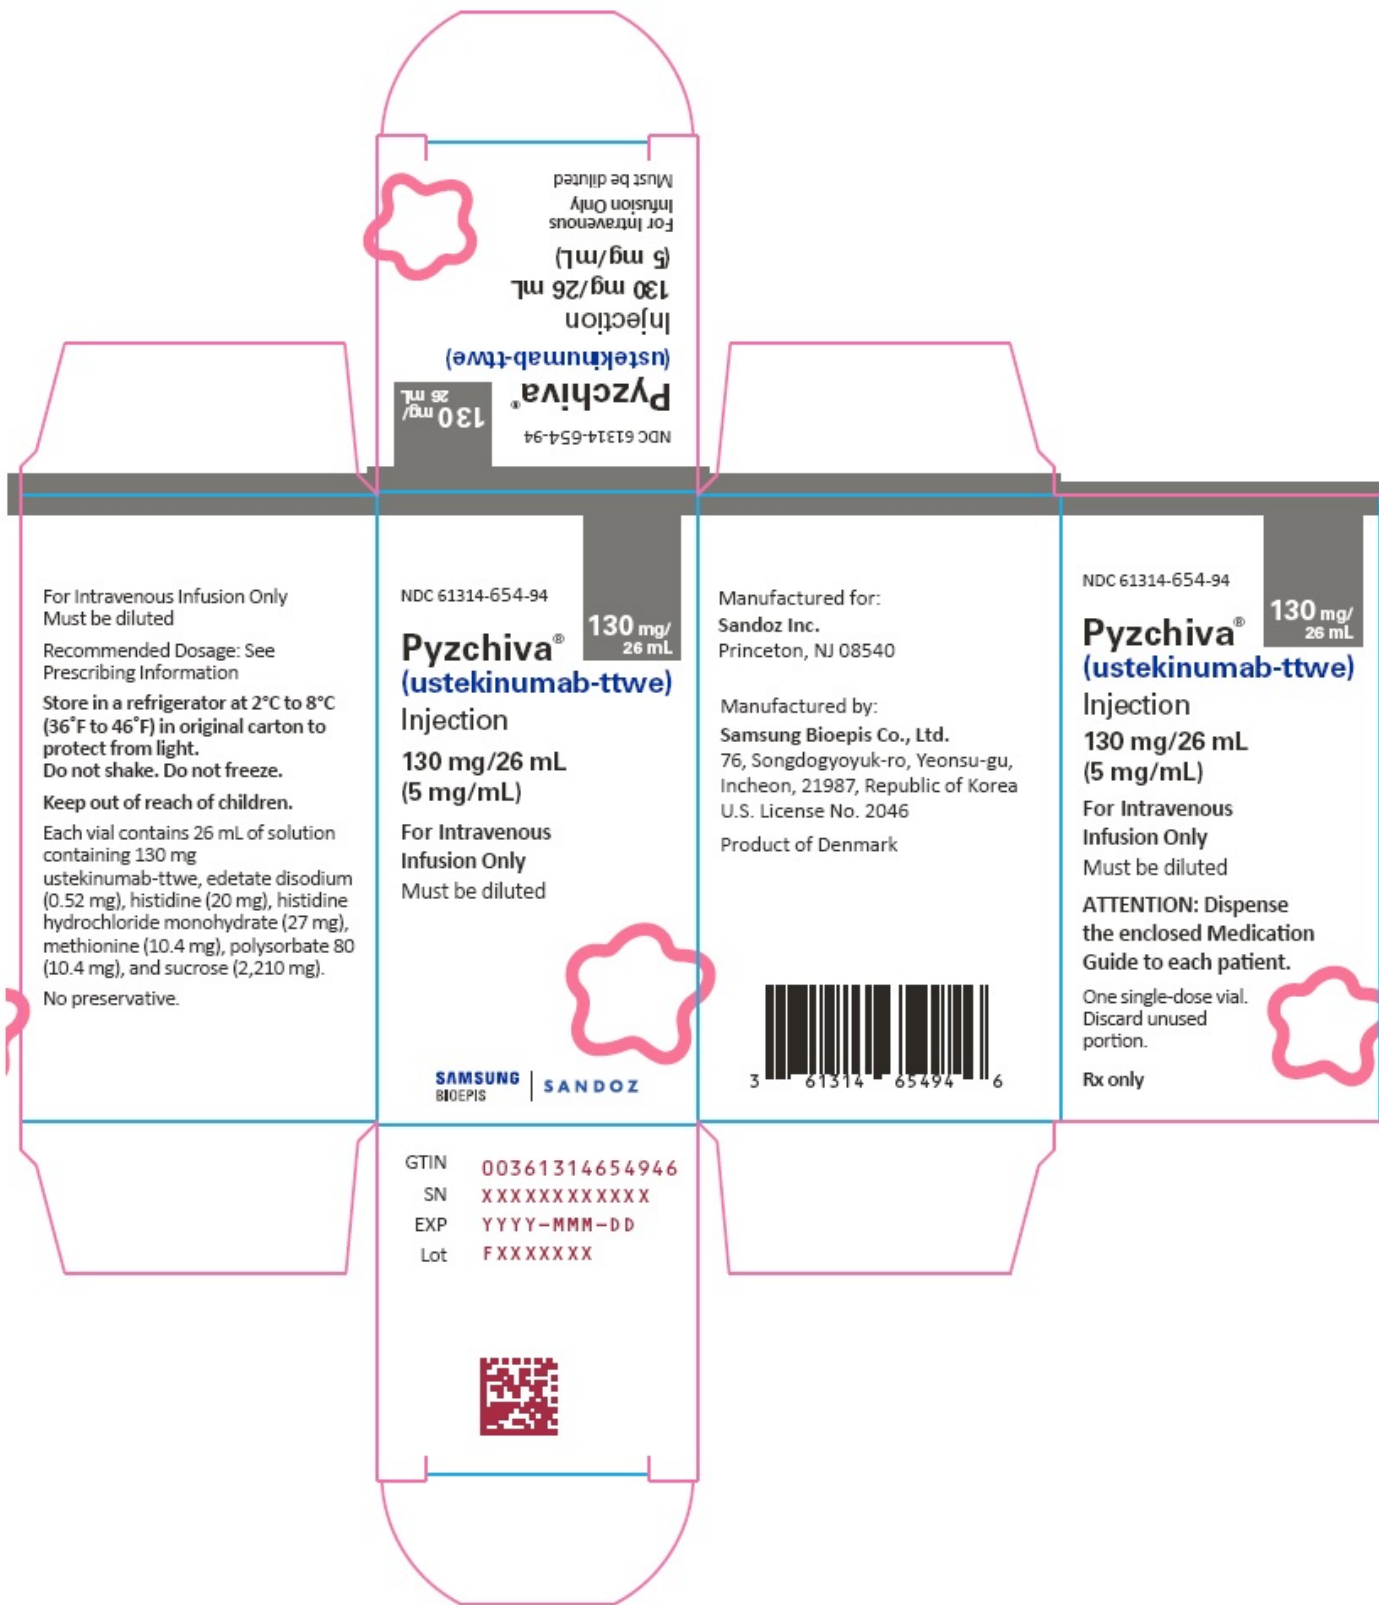 NDC 61314-654-94
Pyzchiva®
130 mg/
26 mL
(ustekinumab-ttwe)
Injection
130 mg/26 mL
(5 mg/mL)
For Intravenous
Infusion Only
Must be diluted
For Intravenous Infusion Only
Must be diluted
Recommended Dosage: See
Prescribing Information
Store in a refrigerator at 2°C to 8°C
(36˚F to 46˚F) in original carton to
protect from light.
Do not shake. Do not freeze.
Keep out of reach of children.
Each vial contains 26 mL of solution
containing 130 mg
ustekinumab-ttwe, edetate disodium
(0.52 mg), histidine (20 mg), histidine
hydrochloride monohydrate (27 mg),
methionine (10.4 mg), polysorbate 80
(10.4 mg), and sucrose (2,210 mg).
No preservative.
NDC 61314-654-94
130 mg/
26 mL
Pyzchiva®
(ustekinumab-ttwe)
Injection
130 mg/26 mL
(5 mg/mL)
For Intravenous
Infusion Only
Must be diluted
SAMSUNG
BIOEPIS
SANDOZ
Manufactured for:
Sandoz Inc.
Princeton, NJ 08540
Manufactured by:
Samsung Bioepis Co., Ltd.
76, Songdogyoyuk-ro, Yeonsu-gu,
Incheon, 21987, Republic of Korea
U.S. License No. 2046
Product of Denmark
3 61314 65494 6
NDC 61314-654-94
130 mg/
26 mL
Pyzchiva®
(ustekinumab-ttwe)
Injection
130 mg/26 mL
(5 mg/mL)
For Intravenous
Infusion Only
Must be diluted
ATTENTION: Dispense
the enclosed Medication
Guide to each patient.
One single-dose vial.
Discard unused
portion.
Rx only
GTIN 00361314654946
SN XXXXXXXXXXXX
EXP YYYY-MMM-DD
Lot FXXXXXXX